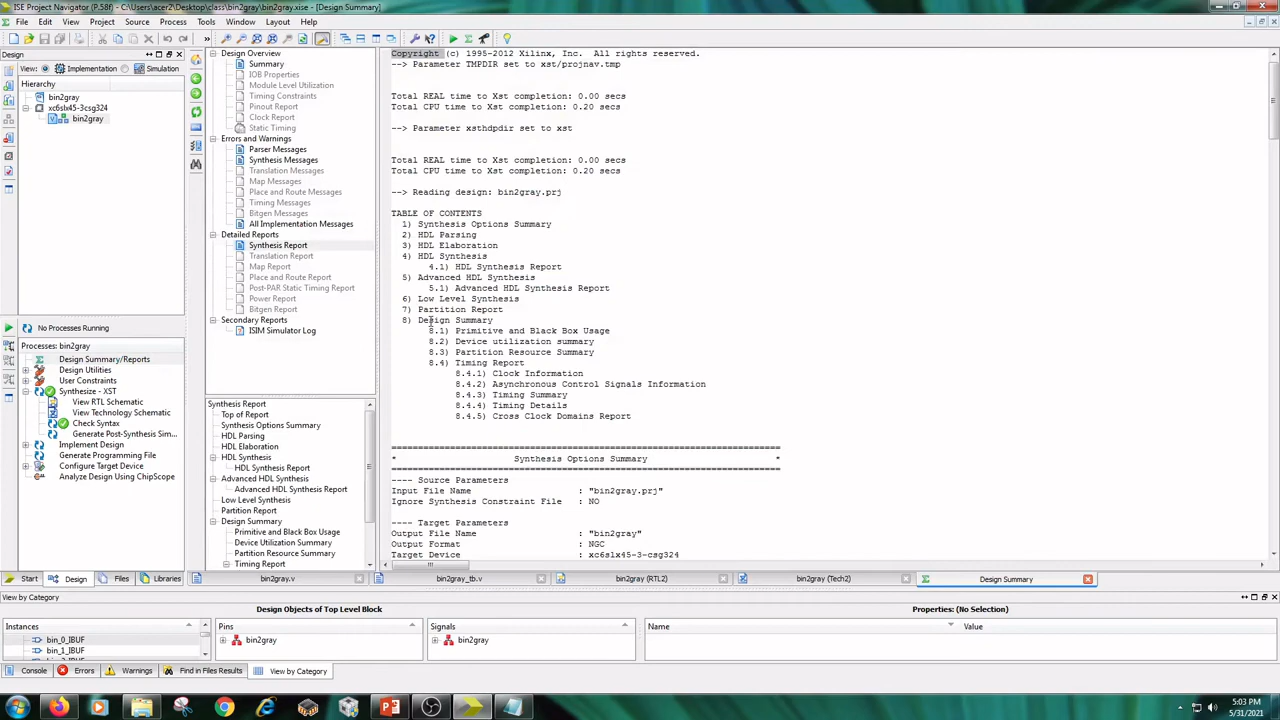 ISE Project Navigator (P.58f) - C:\Users\acer2\Desktop\class\bin2gray\bin2gray.xise - [Design Summary]
File Edit View Project Source Process Tools Window Layout Help
Design
View: Implementation Simulation
Hierarchy
bin2gray
xc6slx45-3csg324
bin2gray
No Processes Running
Processes: bin2gray
Design Summary/Reports
Design Utilities
User Constraints
Synthesize - XST
View RTL Schematic
View Technology Schematic
Check Syntax
Generate Post-Synthesis Sim...
Implement Design
Generate Programming File
Configure Target Device
Analyze Design Using ChipScope
Start Design Files Libraries
Design Overview
Summary
IOB Properties
Module Level Utilization
Timing Constraints
Pinout Report
Clock Report
Static Timing
Errors and Warnings
Parser Messages
Synthesis Messages
Translation Messages
Map Messages
Place and Route Messages
Timing Messages
Bitgen Messages
All Implementation Messages
Detailed Reports
Synthesis Report
Translation Report
Map Report
Place and Route Report
Post-PAR Static Timing Report
Power Report
Bitgen Report
Secondary Reports
ISIM Simulator Log
Synthesis Report
Top of Report
Synthesis Options Summary
HDL Parsing
HDL Elaboration
HDL Synthesis
HDL Synthesis Report
Advanced HDL Synthesis
Advanced HDL Synthesis Report
Low Level Synthesis
Partition Report
Design Summary
Primitive and Black Box Usage
Device Utilization Summary
Partition Resource Summary
Timing Report
Copyright (c) 1995-2012 Xilinx, Inc.  All rights reserved.
--> Parameter TMPDIR set to xst/projnav.tmp
Total REAL time to Xst completion: 0.00 secs
Total CPU time to Xst completion: 0.20 secs
--> Parameter xsthdpdir set to xst
Total REAL time to Xst completion: 0.00 secs
Total CPU time to Xst completion: 0.20 secs
--> Reading design: bin2gray.prj
TABLE OF CONTENTS
1) Synthesis Options Summary
2) HDL Parsing
3) HDL Elaboration
4) HDL Synthesis
4.1) HDL Synthesis Report
5) Advanced HDL Synthesis
5.1) Advanced HDL Synthesis Report
6) Low Level Synthesis
7) Partition Report
8) Design Summary
8.1) Primitive and Black Box Usage
8.2) Device utilization summary
8.3) Partition Resource Summary
8.4) Timing Report
8.4.1) Clock Information
8.4.2) Asynchronous Control Signals Information
8.4.3) Timing Summary
8.4.4) Timing Details
8.4.5) Cross Clock Domains Report
=========================================================================
* Synthesis Options Summary *
=========================================================================
---- Source Parameters
Input File Name : "bin2gray.prj"
Ignore Synthesis Constraint File : NO
---- Target Parameters
Output File Name : "bin2gray"
Output Format : NGC
Target Device : xc6slx45-3-csg324
bin2gray.v bin2gray_tb.v bin2gray (RTL2) bin2gray (Tech2) Design Summary
View by Category
Design Objects of Top Level Block
Properties: (No Selection)
Instances Pins Signals Name Value
bin_0_IBUF bin2gray bin2gray
bin_1_IBUF
Console Errors Warnings Find in Files Results View by Category
5:03 PM
5/31/2021